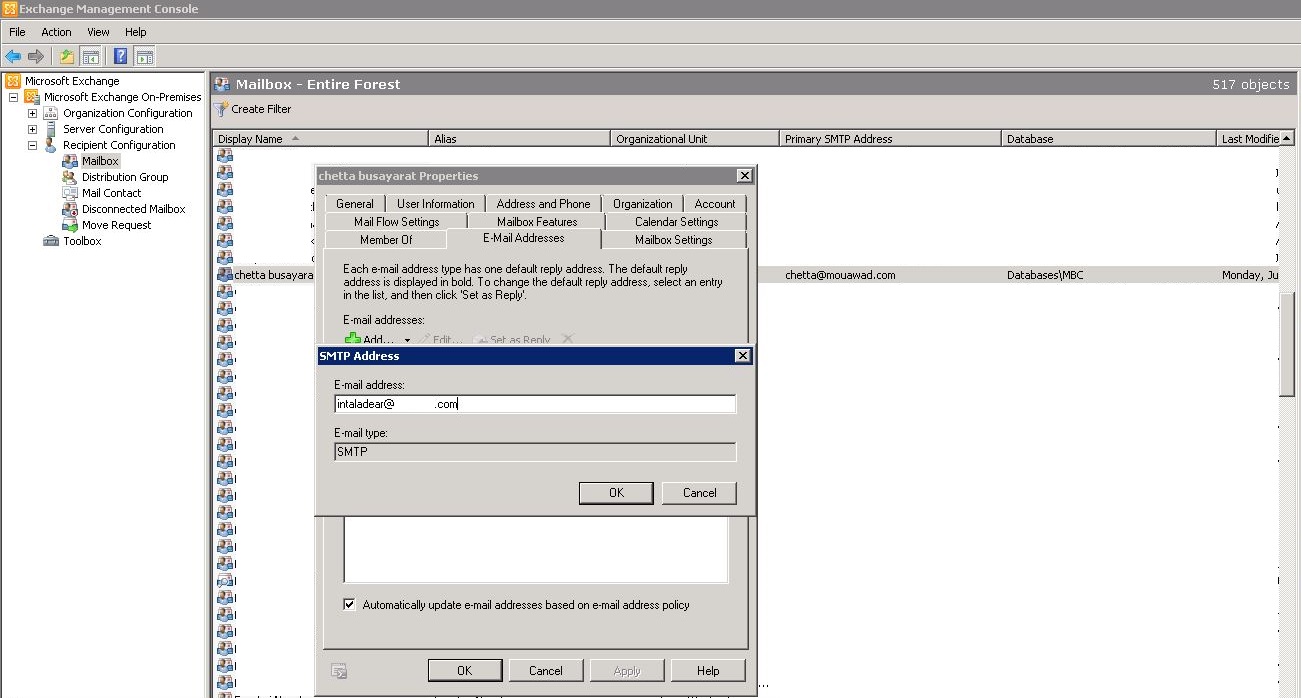 Exchange Management Console
File Action View Help
Microsoft Exchange
Microsoft Exchange On-Premises
Organization Configuration
Server Configuration
Recipient Configuration
Mailbox
Distribution Group
Mail Contact
Disconnected Mailbox
Move Request
Toolbox
Mailbox - Entire Forest 517 objects
Create Filter
Display Name Alias Organizational Unit Primary SMTP Address Database Last Modifie
chetta busayara chetta@mouawad.com Databases\MBC Monday, Ju
chetta busayarat Properties
General User Information Address and Phone Organization Account
Mail Flow Settings Mailbox Features Calendar Settings
Member Of E-Mail Addresses Mailbox Settings
Each e-mail address type has one default reply address. The default reply
address is displayed in bold. To change the default reply address, select an entry
in the list, and then click 'Set as Reply'.
E-mail addresses:
Add... Edit... Set as Reply
SMTP Address
E-mail address:
intaladear@ .com
E-mail type:
SMTP
OK Cancel
Automatically update e-mail addresses based on e-mail address policy
OK Cancel Apply Help